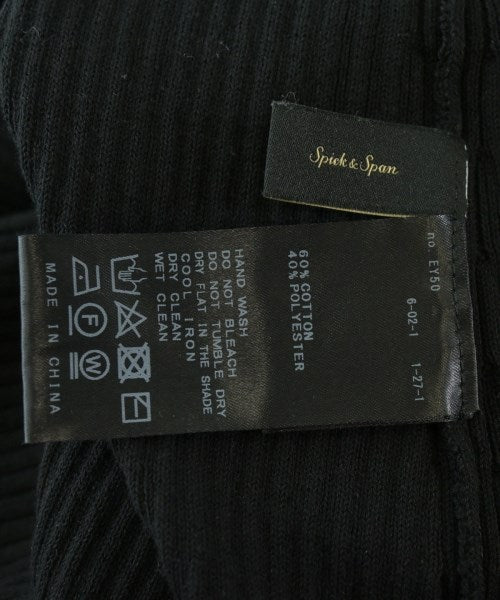 Spick & Span
no. EY50
6-02-1
1-27-1
60% COTTON
40% POLYESTER
HAND WASH
DO NOT BLEACH
DO NOT TUMBLE DRY
DRY FLAT IN THE SHADE
COOL IRON
DRY CLEAN
WET CLEAN
F
W
MADE IN CHINA